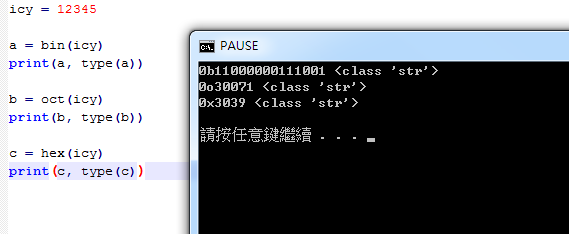 icy = 12345
a = bin(icy)
print(a, type(a))
b = oct(icy)
print(b, type(b))
c = hex(icy)
print(c, type(c))
C:\. PAUSE
0b11000000111001 <class 'str'>
0o30071 <class 'str'>
0x3039 <class 'str'>
請按任意鍵繼續 . . .